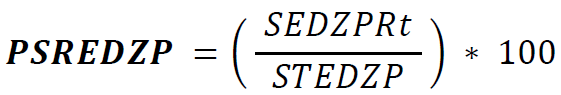 PSREDZP = ( SEDZPRt / STEDZP ) * 100